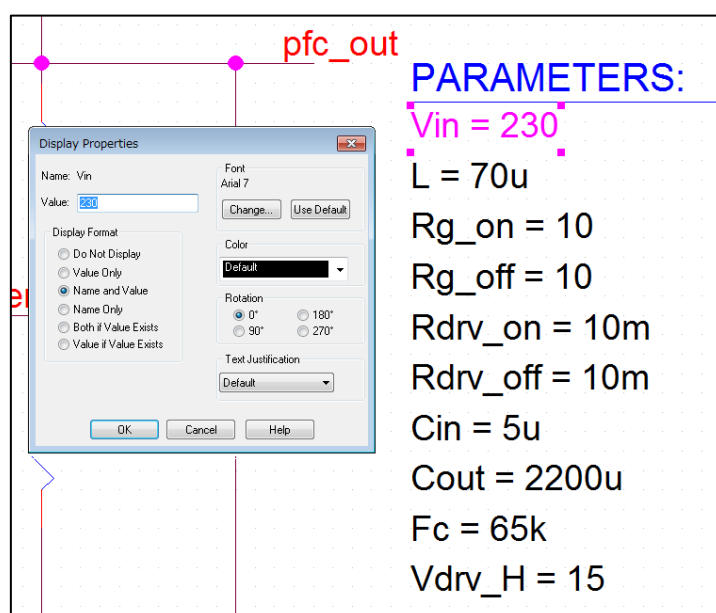 pfc_out
PARAMETERS:
Vin = 230
L = 70u
Rg_on = 10
Rg_off = 10
Rdrv_on = 10m
Rdrv_off = 10m
Cin = 5u
Cout = 2200u
Fc = 65k
Vdrv_H = 15
Display Properties
Name: Vin
Value: 230
Display Format
Do Not Display
Value Only
Name and Value
Name Only
Both if Value Exists
Value if Value Exists
Font
Arial 7
Change... Use Default
Color
Default
Rotation
0° 180°
90° 270°
Text Justification
Default
OK Cancel Help